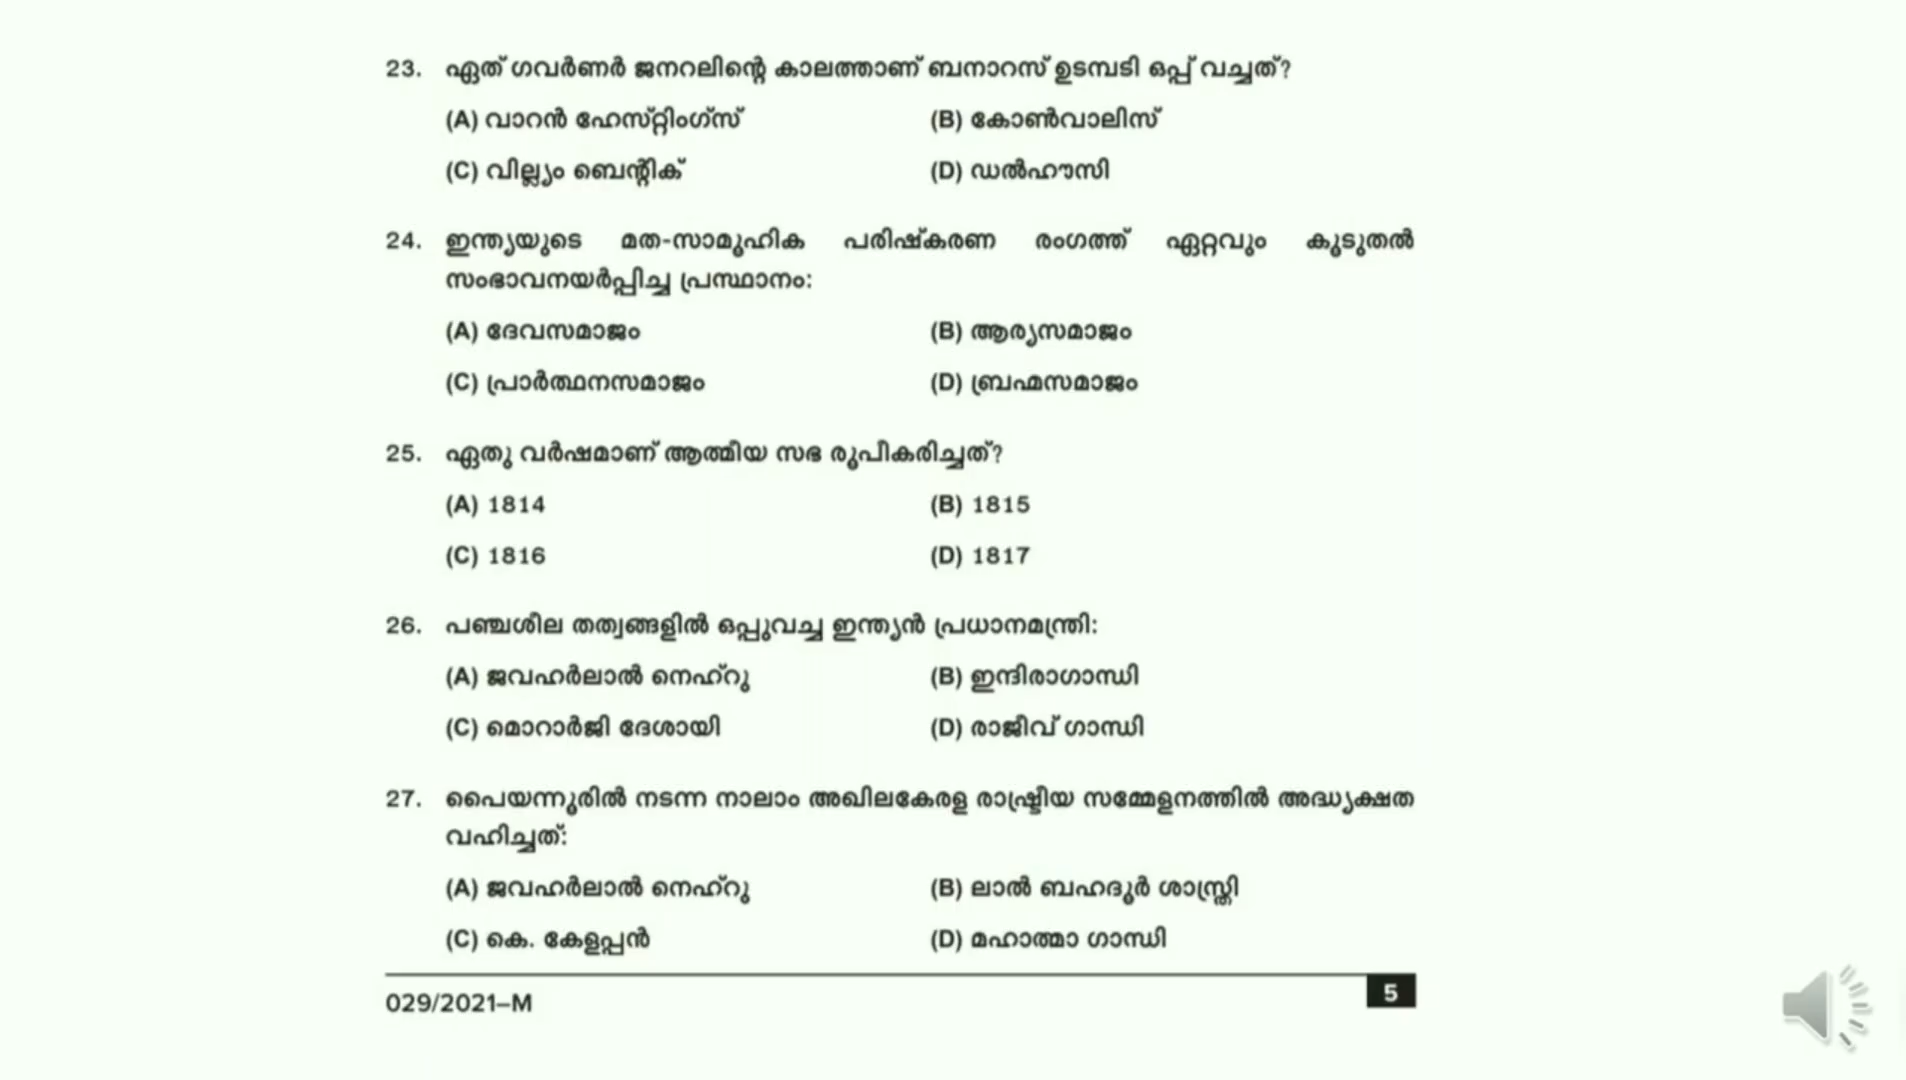 23. ഏത് ഗവർണർ ജനറലിന്റെ കാലത്താണ് ബനാറസ് ഉടമ്പടി ഒപ്പ് വച്ചത്?
(A) വാറൻ ഹേസ്റ്റിംഗ്സ് (B) കോൺവാലിസ്
(C) വില്ല്യം ബെന്റിക് (D) ഡൽഹൗസി
24. ഇന്ത്യയുടെ മത-സാമൂഹിക പരിഷ്കരണ രംഗത്ത് ഏറ്റവും കൂടുതൽ
സംഭാവനയർപ്പിച്ച പ്രസ്ഥാനം:
(A) ദേവസമാജം (B) ആര്യസമാജം
(C) പ്രാർത്ഥനസമാജം (D) ബ്രഹ്മസമാജം
25. ഏതു വർഷമാണ് ആത്മീയ സഭ രൂപീകരിച്ചത്?
(A) 1814 (B) 1815
(C) 1816 (D) 1817
26. പഞ്ചശീല തത്വങ്ങളിൽ ഒപ്പുവച്ച ഇന്ത്യൻ പ്രധാനമന്ത്രി:
(A) ജവഹർലാൽ നെഹ്റു (B) ഇന്ദിരാഗാന്ധി
(C) മൊറാർജി ദേശായി (D) രാജീവ് ഗാന്ധി
27. പൈയന്നൂരിൽ നടന്ന നാലാം അഖിലകേരള രാഷ്ട്രീയ സമ്മേളനത്തിൽ അദ്ധ്യക്ഷത
വഹിച്ചത്:
(A) ജവഹർലാൽ നെഹ്റു (B) ലാൽ ബഹദൂർ ശാസ്ത്രി
(C) കെ. കേളപ്പൻ (D) മഹാത്മാ ഗാന്ധി
029/2021–M 5